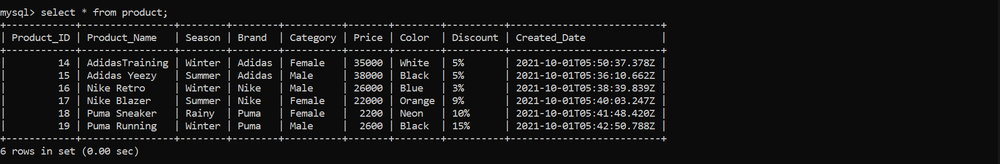 mysql> select * from product;
+------------+----------------+--------+--------+----------+-------+--------+----------+--------------------------+
| Product_ID | Product_Name   | Season | Brand  | Category | Price | Color  | Discount | Created_Date             |
+------------+----------------+--------+--------+----------+-------+--------+----------+--------------------------+
|         14 | AdidasTraining | Winter | Adidas | Female   | 35000 | White  | 5%       | 2021-10-01T05:50:37.378Z |
|         15 | Adidas Yeezy   | Summer | Adidas | Male     | 38000 | Black  | 5%       | 2021-10-01T05:36:10.662Z |
|         16 | Nike Retro     | Winter | Nike   | Male     | 26000 | Blue   | 3%       | 2021-10-01T05:38:39.839Z |
|         17 | Nike Blazer    | Summer | Nike   | Female   | 22000 | Orange | 9%       | 2021-10-01T05:40:03.247Z |
|         18 | Puma Sneaker   | Rainy  | Puma   | Female   |  2200 | Neon   | 10%      | 2021-10-01T05:41:48.420Z |
|         19 | Puma Running   | Winter | Puma   | Male     |  2600 | Black  | 15%      | 2021-10-01T05:42:50.788Z |
+------------+----------------+--------+--------+----------+-------+--------+----------+--------------------------+
6 rows in set (0.00 sec)